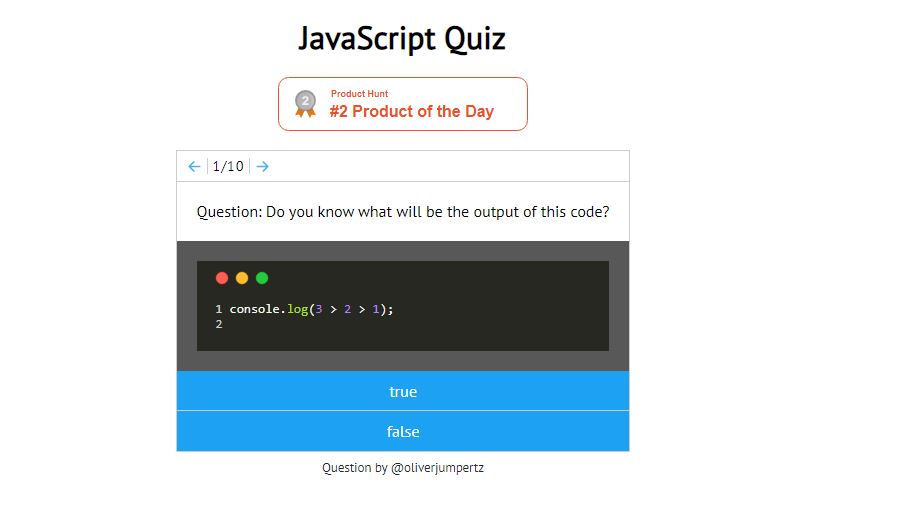 JavaScript Quiz
2
Product Hunt
#2 Product of the Day
← 1/10 →
Question: Do you know what will be the output of this code?
1 console.log(3 > 2 > 1);
2
true
false
Question by @oliverjumpertz